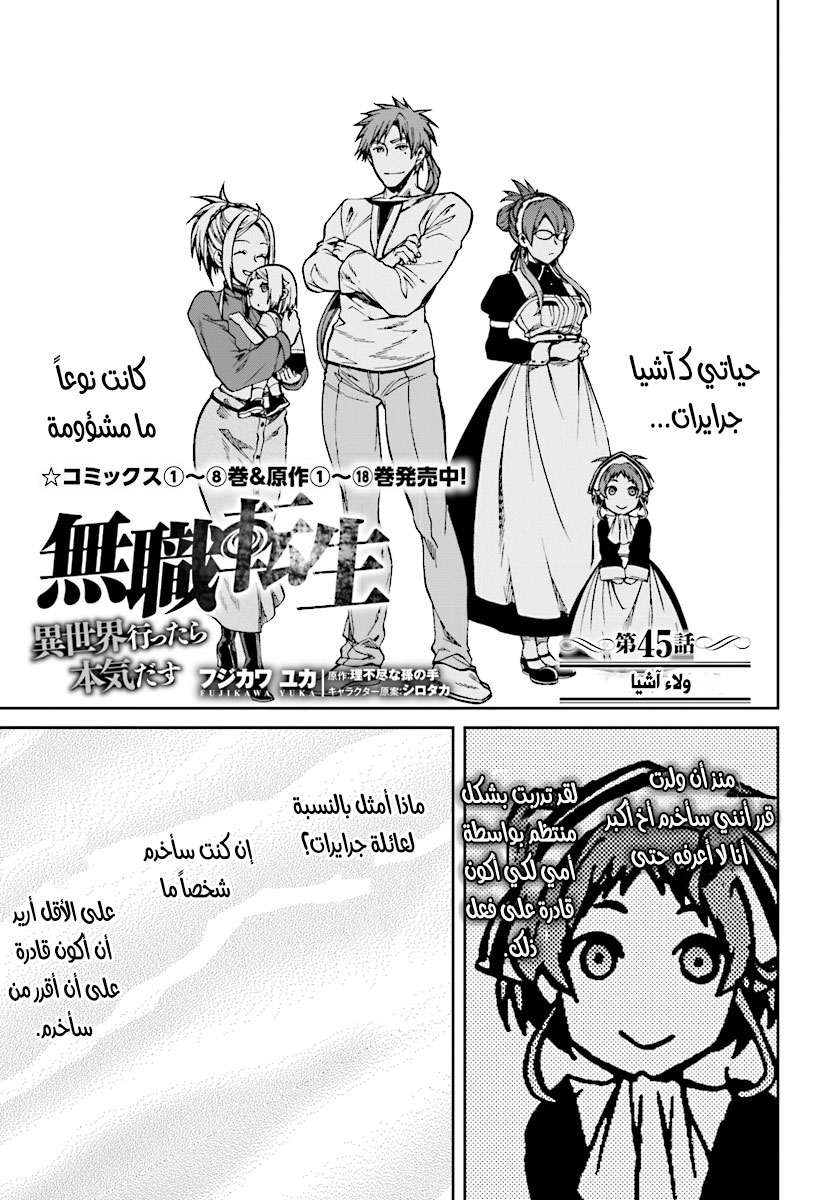 حياتي كـ آشيا
جرايرات...
كانت نوعاً
ما مشؤومة
☆コミックス①～⑧巻&原作①～⑱巻発売中!
無職転生
異世界行ったら
本気だす
フジカワ ユカ
FUJIKAWA YUKA
原作:理不尽な孫の手
キャラクター原案:シロタカ
第45話
ولاء آشيا
منذ أن ولدت
قرر أنني سأخدم أخ أكبر
أنا لا أعرفه حتى
لقد تدربت بشكل
منتظم بواسطة
أمي لكي أكون
قادرة على فعل
ذلك.
ماذا أمثل بالنسبة
لعائلة جرايرات؟
إن كنت سأخدم
شخصاً ما
على الأقل أريد
أن أكون قادرة
على أن أقرر من
سأخدم.